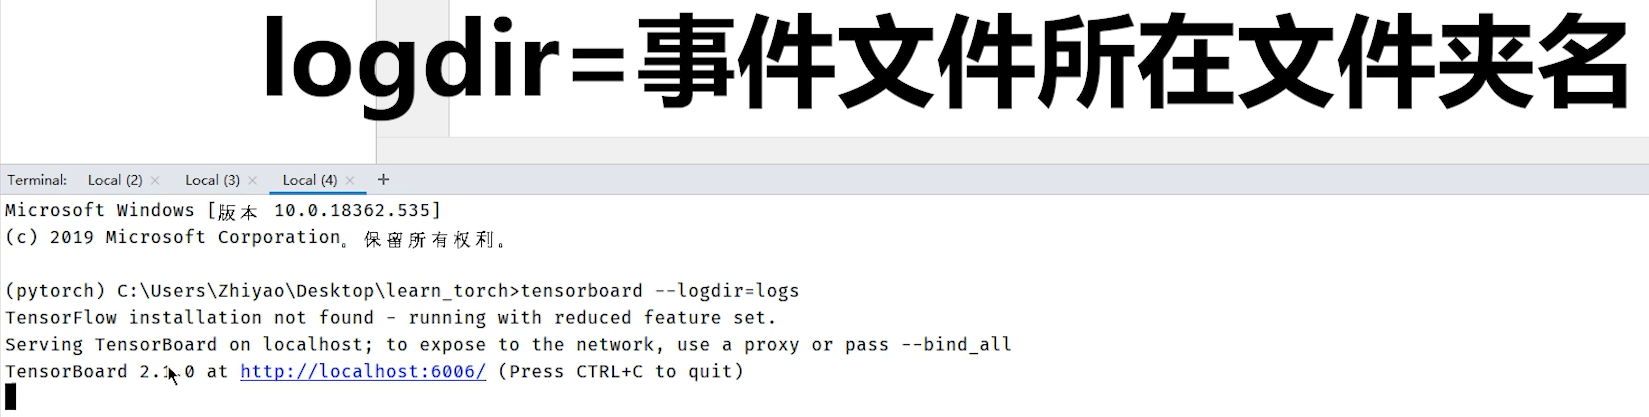 logdir=事件文件所在文件夹名
Terminal: Local (2) × Local (3) × Local (4) × +
Microsoft Windows [版本 10.0.18362.535]
(c) 2019 Microsoft Corporation。保留所有权利。
(pytorch) C:\Users\Zhiyao\Desktop\learn_torch>tensorboard --logdir=logs
TensorFlow installation not found - running with reduced feature set.
Serving TensorBoard on localhost; to expose to the network, use a proxy or pass --bind_all
TensorBoard 2.1.0 at http://localhost:6006/ (Press CTRL+C to quit)